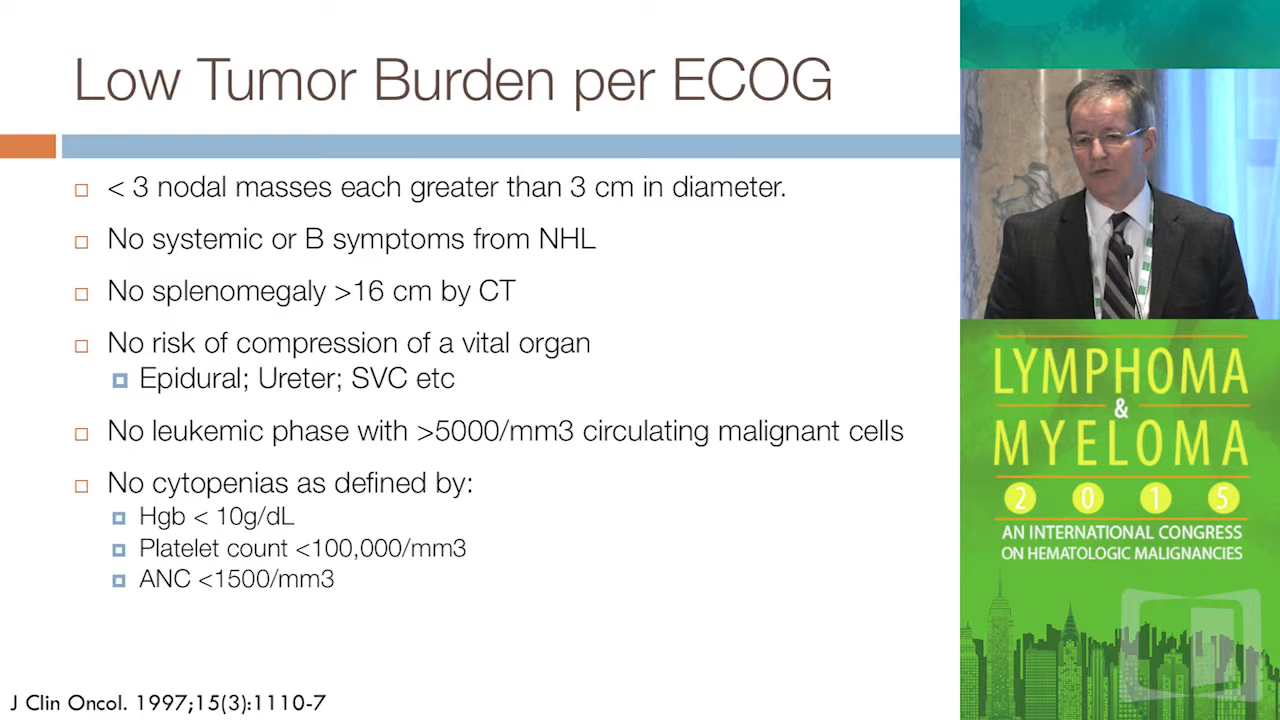 Low Tumor Burden per ECOG
< 3 nodal masses each greater than 3 cm in diameter.
No systemic or B symptoms from NHL
No splenomegaly >16 cm by CT
No risk of compression of a vital organ
Epidural; Ureter; SVC etc
No leukemic phase with >5000/mm3 circulating malignant cells
No cytopenias as defined by:
Hgb < 10g/dL
Platelet count <100,000/mm3
ANC <1500/mm3
J Clin Oncol. 1997;15(3):1110-7
LYMPHOMA
&
MYELOMA
2015
AN INTERNATIONAL CONGRESS
ON HEMATOLOGIC MALIGNANCIES